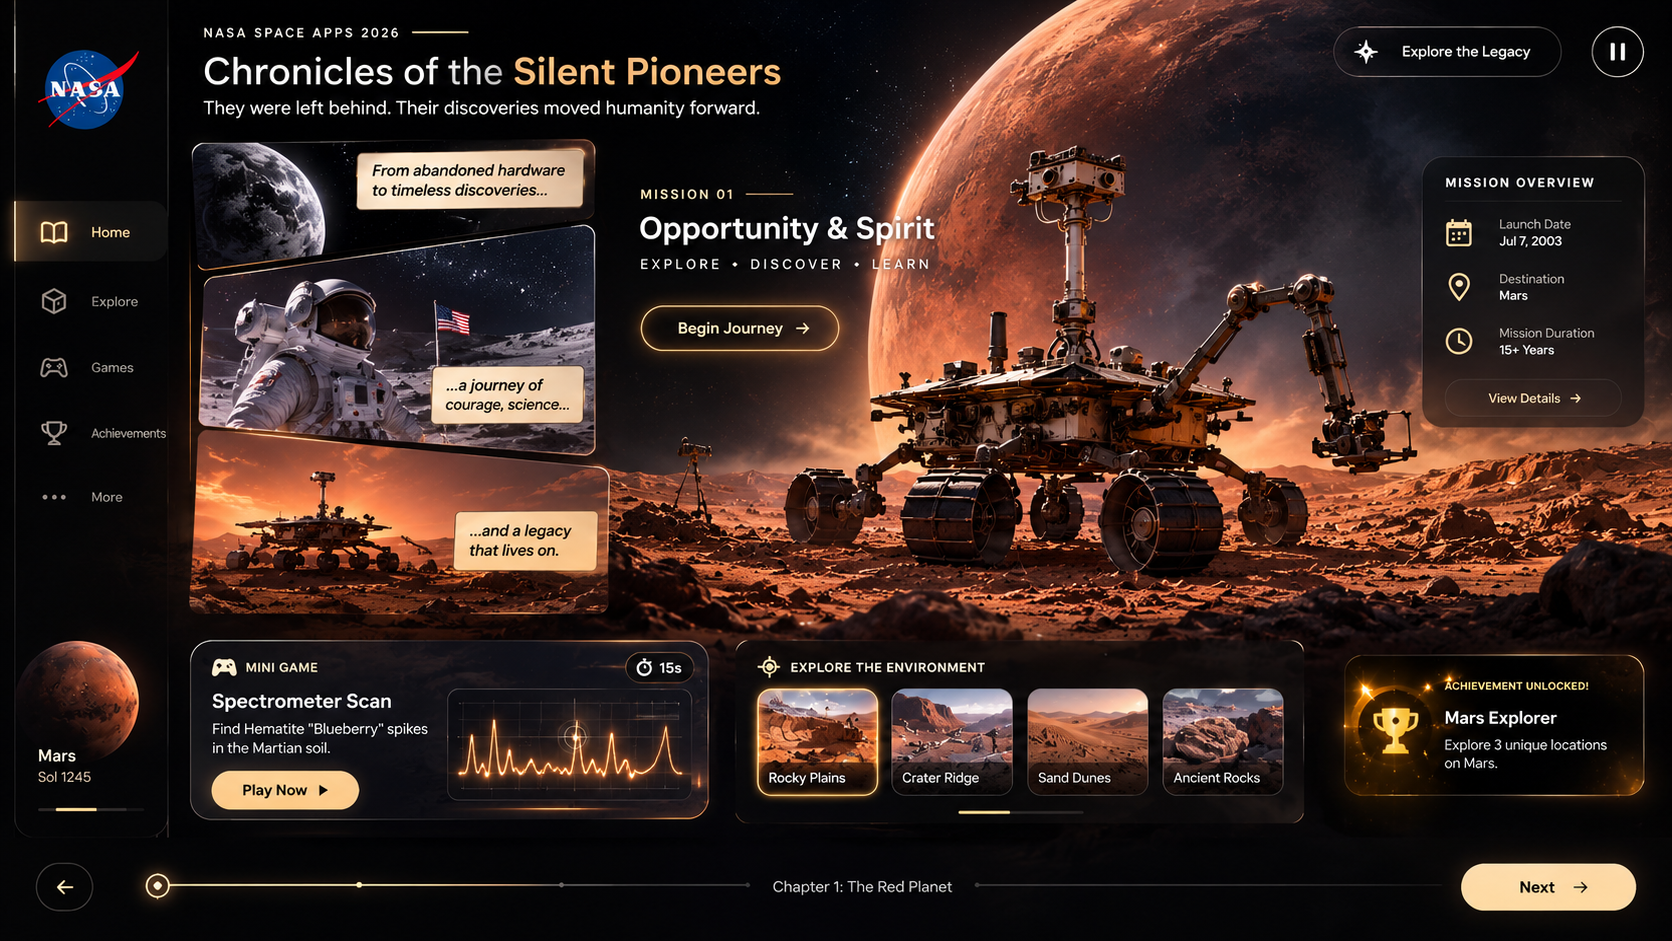 NASA
Home
Explore
Games
Achievements
More
Mars
Sol 1245
NASA SPACE APPS 2026
Chronicles of the Silent Pioneers
They were left behind. Their discoveries moved humanity forward.
Explore the Legacy
From abandoned hardware
to timeless discoveries...
...a journey of
courage, science...
...and a legacy
that lives on.
MISSION 01
Opportunity & Spirit
EXPLORE • DISCOVER • LEARN
Begin Journey →
MISSION OVERVIEW
Launch Date
Jul 7, 2003
Destination
Mars
Mission Duration
15+ Years
View Details →
MINI GAME
15s
Spectrometer Scan
Find Hematite "Blueberry" spikes
in the Martian soil.
Play Now
EXPLORE THE ENVIRONMENT
Rocky Plains
Crater Ridge
Sand Dunes
Ancient Rocks
ACHIEVEMENT UNLOCKED!
Mars Explorer
Explore 3 unique locations
on Mars.
Chapter 1: The Red Planet
Next →